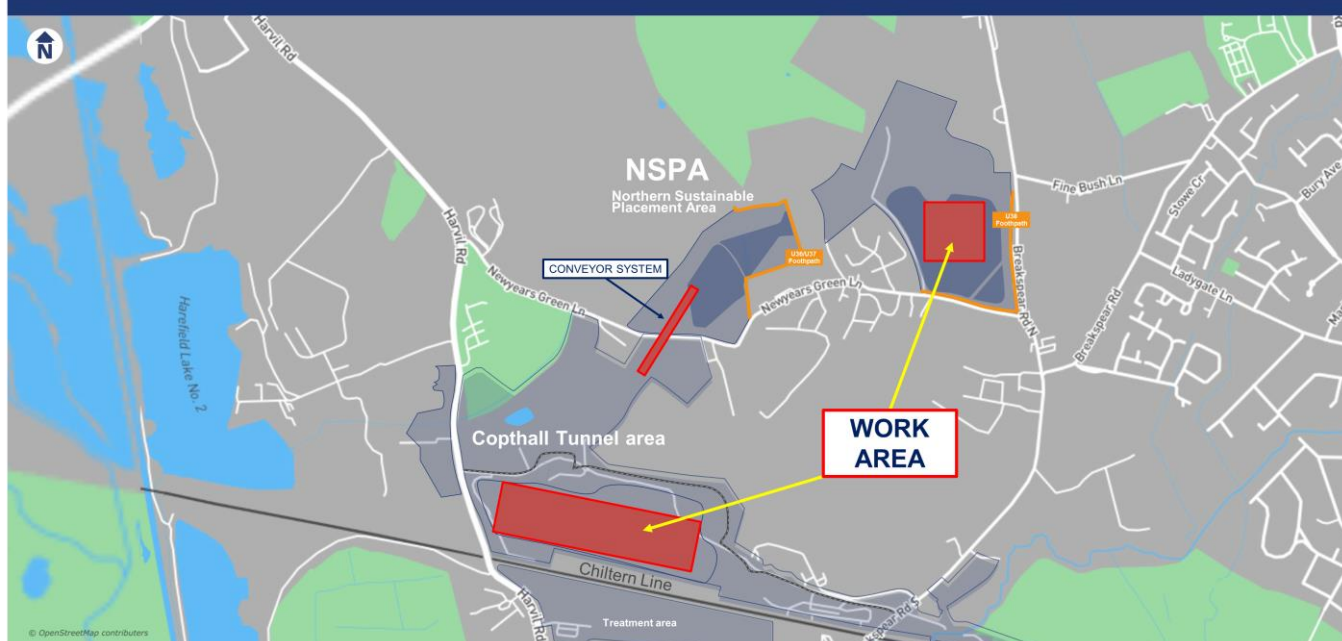 N
Harvil Rd
NSPA
Northern Sustainable
Placement Area
Fine Bush Ln
Stowe Cr
Bury Ave
U36
Footpath
Harvil Rd
CONVEYOR SYSTEM
U36/U37
Footpath
Newyears Green Ln
Newyears Green Ln
Breakspear Rd N
Ladygate Ln
Breakspear Rd
Harefield Lake No. 2
Copthall Tunnel area
WORK
AREA
Chiltern Line
Harvil Rd
Treatment area
© OpenStreetMap contributors